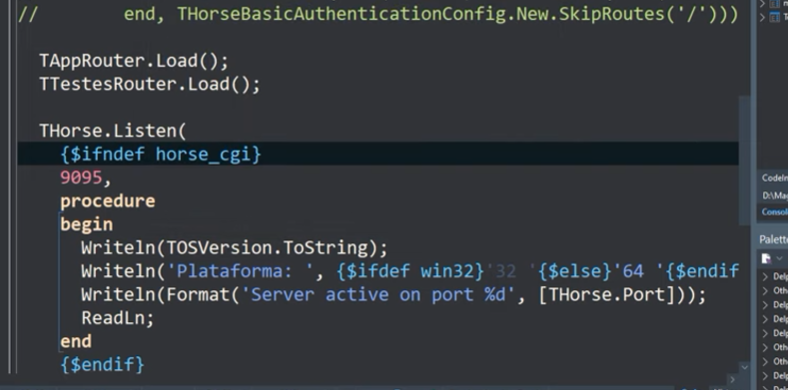 //        end, THorseBasicAuthenticationConfig.New.SkipRoutes('/')))
TAppRouter.Load();
TTestesRouter.Load();
THorse.Listen(
{$ifndef horse_cgi}
9095,
procedure
begin
Writeln(TOSVersion.ToString);
Writeln('Plataforma: ', {$ifdef win32}'32 '{$else}'64 '{$endif
Writeln(Format('Server active on port %d', [THorse.Port]));
ReadLn;
end
{$endif}
CodeIn
D:\Ma
Consol
Palette
Delp
Oth
Delp
Delp
Delp
Oth
Oth
Delp